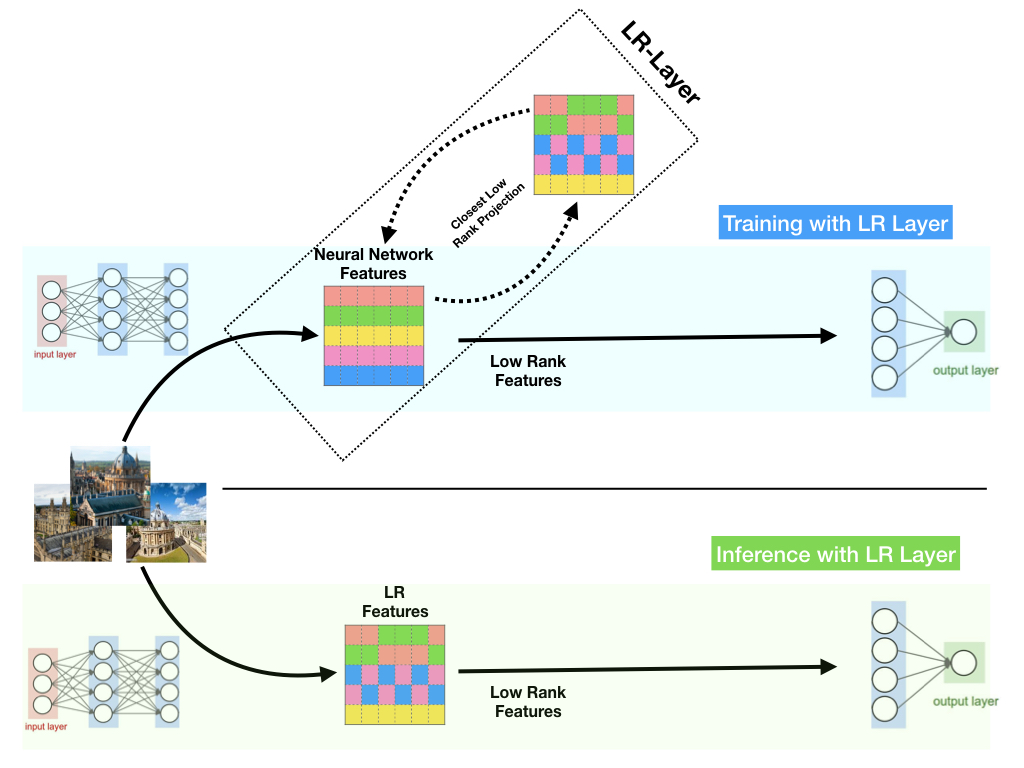 LR-Layer
Closest Low
Rank Projection
Training with LR Layer
Neural Network
Features
input layer
Low Rank
Features
output layer
Inference with LR Layer
LR
Features
input layer
Low Rank
Features
output layer